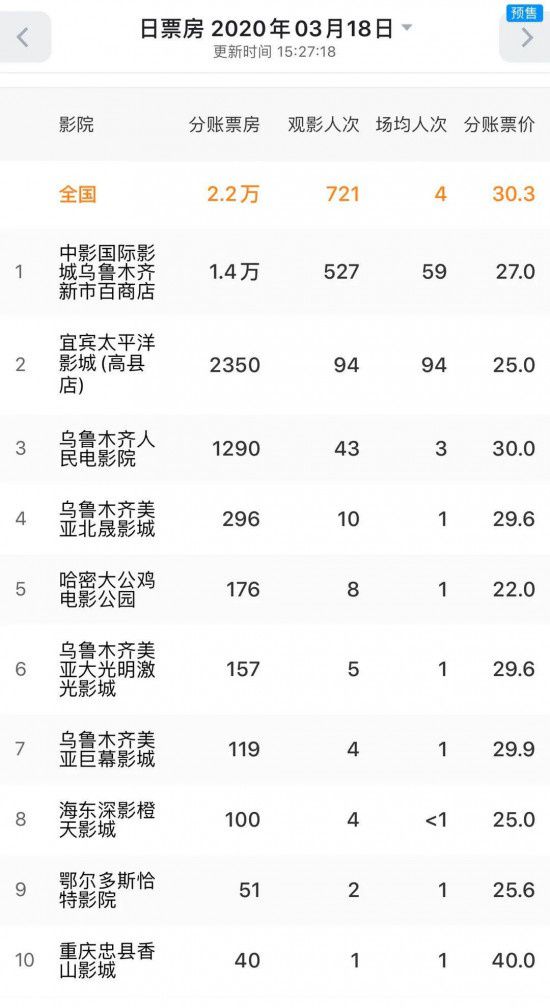 日票房 2020年03月18日
预售
更新时间 15:27:18
影院 分账票房 观影人次 场均人次 分账票价
全国 2.2万 721 4 30.3
中影国际影
1 城乌鲁木齐 1.4万 527 59 27.0
新市百商店
宜宾太平洋
2 影城(高县 2350 94 94 25.0
店)
乌鲁木齐人
3 民电影院 1290 43 3 30.0
乌鲁木齐美
4 亚北晟影城 296 10 1 29.6
哈密大公鸡
5 电影公园 176 8 1 22.0
乌鲁木齐美
6 亚大光明激 157 5 1 29.6
光影城
乌鲁木齐美
7 亚巨幕影城 119 4 1 29.9
海东深影橙
8 天影城 100 4 <1 25.0
鄂尔多斯恰
9 特影院 51 2 1 25.6
重庆忠县香
10 山影城 40 1 1 40.0